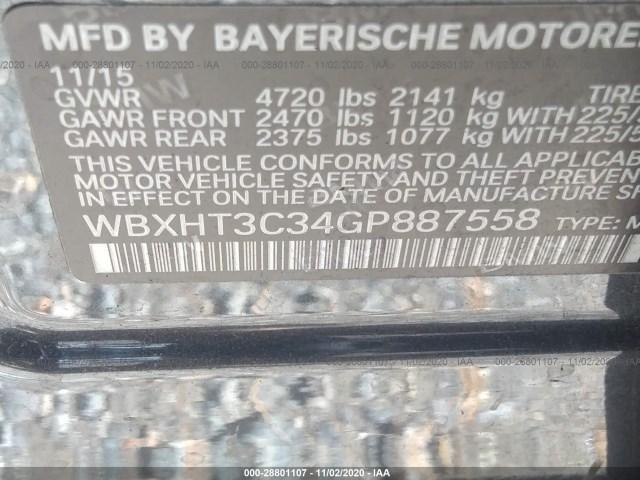 MFD BY BAYERISCHE MOTORE
11/15
GVWR 4720 lbs 2141 kg TIRE
GAWR FRONT 2470 lbs 1120 kg WITH 225/
GAWR REAR 2375 lbs 1077 kg WITH 225/
THIS VEHICLE CONFORMS TO ALL APPLICAB
MOTOR VEHICLE SAFETY AND THEFT PREVEN
IN EFFECT ON THE DATE OF MANUFACTURE S
WBXHT3C34GP887558 TYPE: M
000-28801107 - 11/02/2020 - IAA